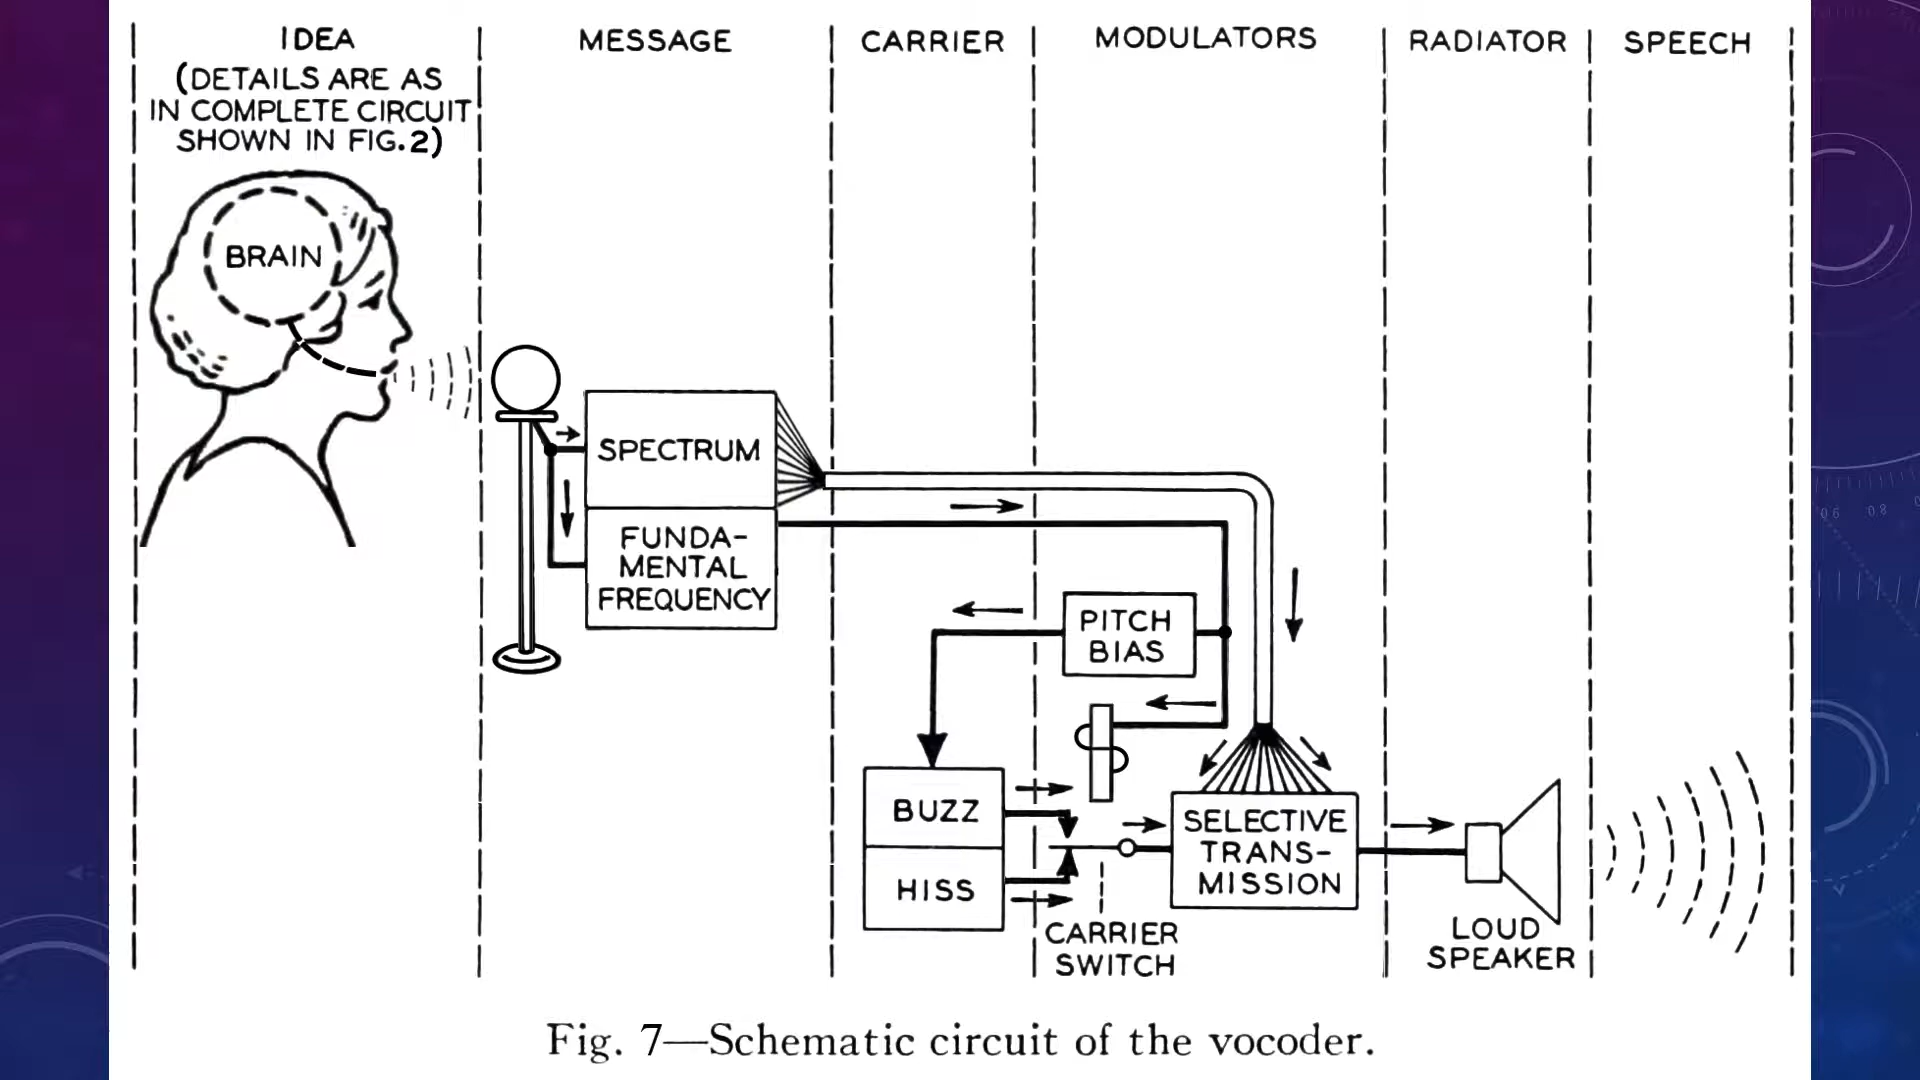 IDEA
(DETAILS ARE AS
IN COMPLETE CIRCUIT
SHOWN IN FIG.2)
MESSAGE
CARRIER
MODULATORS
RADIATOR
SPEECH
BRAIN
SPECTRUM
FUNDA-
MENTAL
FREQUENCY
PITCH
BIAS
BUZZ
HISS
CARRIER
SWITCH
SELECTIVE
TRANS-
MISSION
LOUD
SPEAKER
Fig. 7—Schematic circuit of the vocoder.